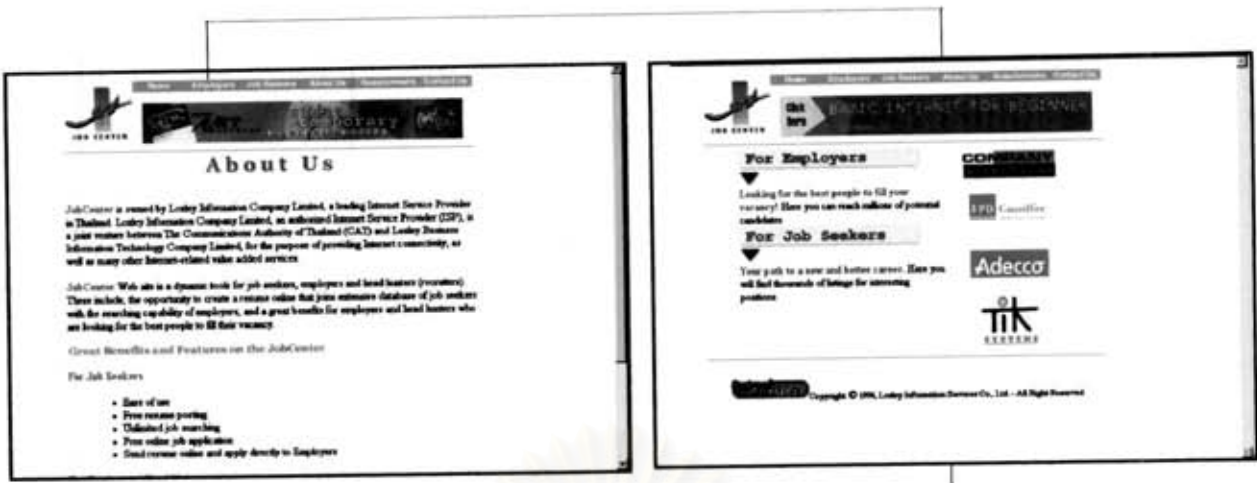 Home Employers Job Seekers About Us Contact Us
JOB CENTER
temporary
About Us
JobCenter is owned by Loxley Information Company Limited, a leading Internet Service Provider
in Thailand. Loxley Information Company Limited, an authorized Internet Service Provider (ISP), is
a joint venture between The Communications Authority of Thailand (CAT) and Loxley Business
Information Technology Company Limited, for the purpose of providing Internet connectivity, as
well as many other Internet-related value added services
JobCenter Web site is a dynamic tools for job seekers, employers and head hunters (recruiters)
These include, the opportunity to create a resume online that joins extensive database of job seekers
with the searching capability of employers, and a great benefits for employers and head hunters who
are looking for the best people to fill their vacancy.
Great Benefits and Features on the JobCenter
For Job Seekers
• Ease of use
• Free resume posting
• Unlimited job searching
• Free online job application
• Send resume online and apply directly to Employers
Home Employers Job Seekers About Us Contact Us
JOB CENTER
click here
BASIC INTERNET FOR BEGINNER
For Employers
Looking for the best people to fill your
vacancy! Here you can reach millions of potential
candidates
For Job Seekers
Your path to a new and better career. Here you
will find thousands of listings for interesting
positions
COMPANY
Adecco
TiK
SYSTEMS
Copyright © 1996, Loxley Information Services Co., Ltd. - All Right Reserved